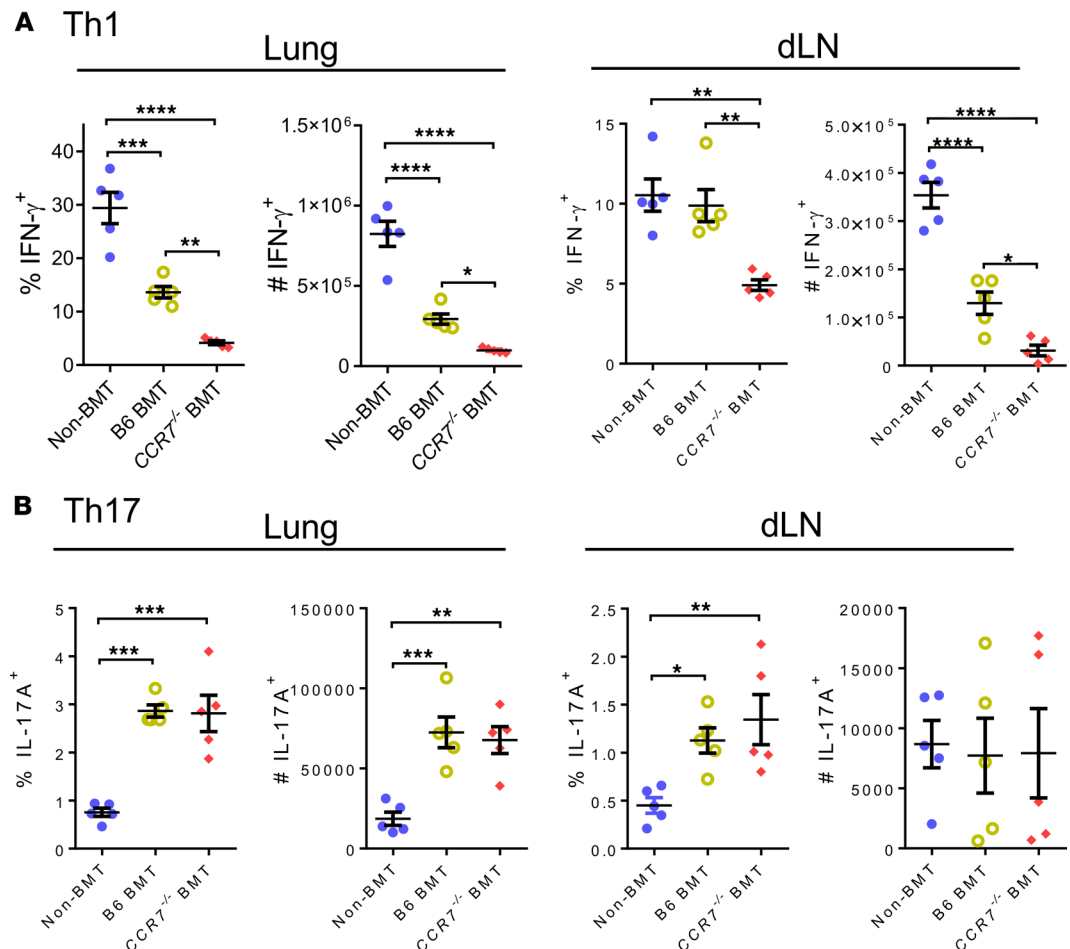 A Th1
Lung
dLN
% IFN-γ+
40
30
20
10
0
****
***
**
Non-BMT
B6 BMT
CCR7-/- BMT
# IFN-γ+
1.5×10^6
1×10^6
5×10^5
0
****
****
*
Non-BMT
B6 BMT
CCR7-/- BMT
% IFN-γ+
15
10
5
0
**
**
Non-BMT
B6 BMT
CCR7-/- BMT
# IFN-γ+
5.0×10^5
4.0×10^5
3.0×10^5
2.0×10^5
1.0×10^5
0
****
****
*
Non-BMT
B6 BMT
CCR7-/- BMT
B Th17
Lung
dLN
% IL-17A+
5
4
3
2
1
0
***
***
Non-BMT
B6 BMT
CCR7-/- BMT
# IL-17A+
150000
100000
50000
0
**
***
Non-BMT
B6 BMT
CCR7-/- BMT
% IL-17A+
2.5
2.0
1.5
1.0
0.5
0.0
**
*
Non-BMT
B6 BMT
CCR7-/- BMT
# IL-17A+
20000
15000
10000
5000
0
Non-BMT
B6 BMT
CCR7-/- BMT